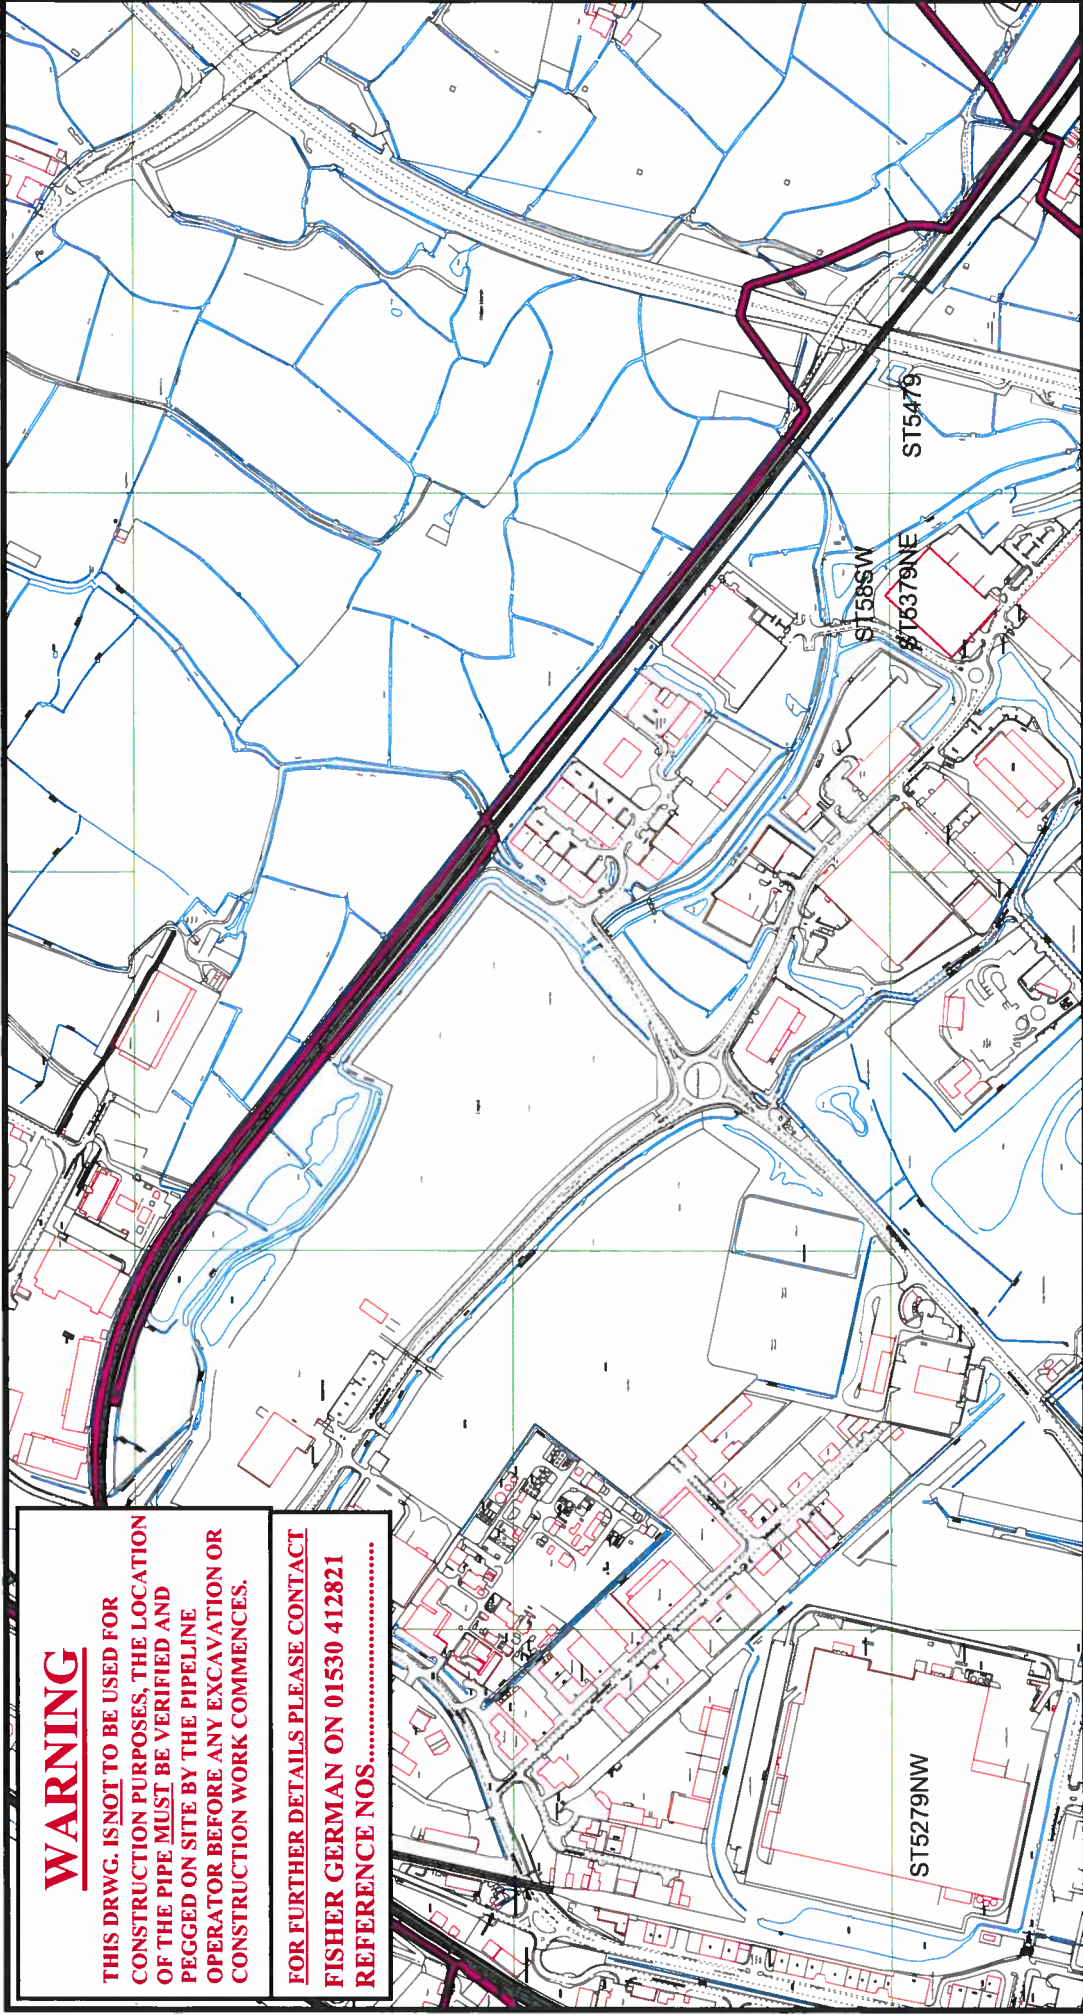 WARNING
THIS DRWG. IS NOT TO BE USED FOR
CONSTRUCTION PURPOSES, THE LOCATION
OF THE PIPE MUST BE VERIFIED AND
PEGGED ON SITE BY THE PIPELINE
OPERATOR BEFORE ANY EXCAVATION OR
CONSTRUCTION WORK COMMENCES.
FOR FURTHER DETAILS PLEASE CONTACT
FISHER GERMAN ON 01530 412821
REFERENCE NOS.......................................
ST58SW
ST5379NE
ST5479
ST5279NW